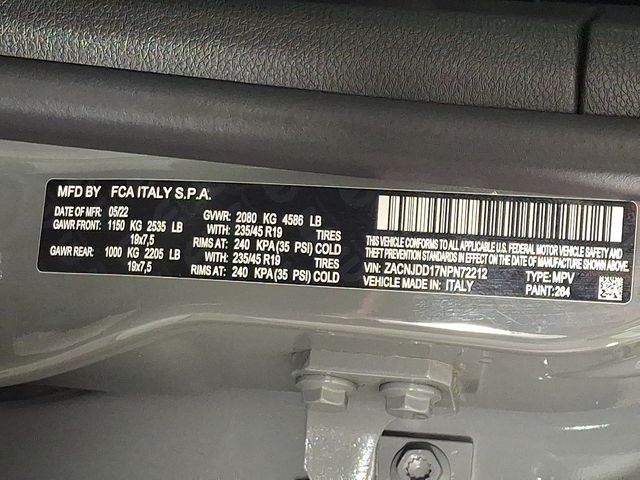 MFD BY FCA ITALY S.P.A.
DATE OF MFR: 05/22 GVWR: 2080 KG 4586 LB
GAWR FRONT: 1150 KG 2535 LB WITH: 235/45 R19 TIRES
19x7,5 RIMS AT: 240 KPA(35 PSI) COLD
GAWR REAR: 1000 KG 2205 LB WITH: 235/45 R19 TIRES
19x7,5 RIMS AT: 240 KPA(35 PSI) COLD
THIS VEHICLE CONFORMS TO ALL APPLICABLE U.S. FEDERAL MOTOR VEHICLE SAFETY AND
THEFT PREVENTION STANDARDS IN EFFECT ON THE DATE OF MANUFACTURE SHOWN ABOVE
VIN: ZACNJDD17NPN72212 TYPE: MPV
VEHICLE MADE IN: ITALY PAINT:264